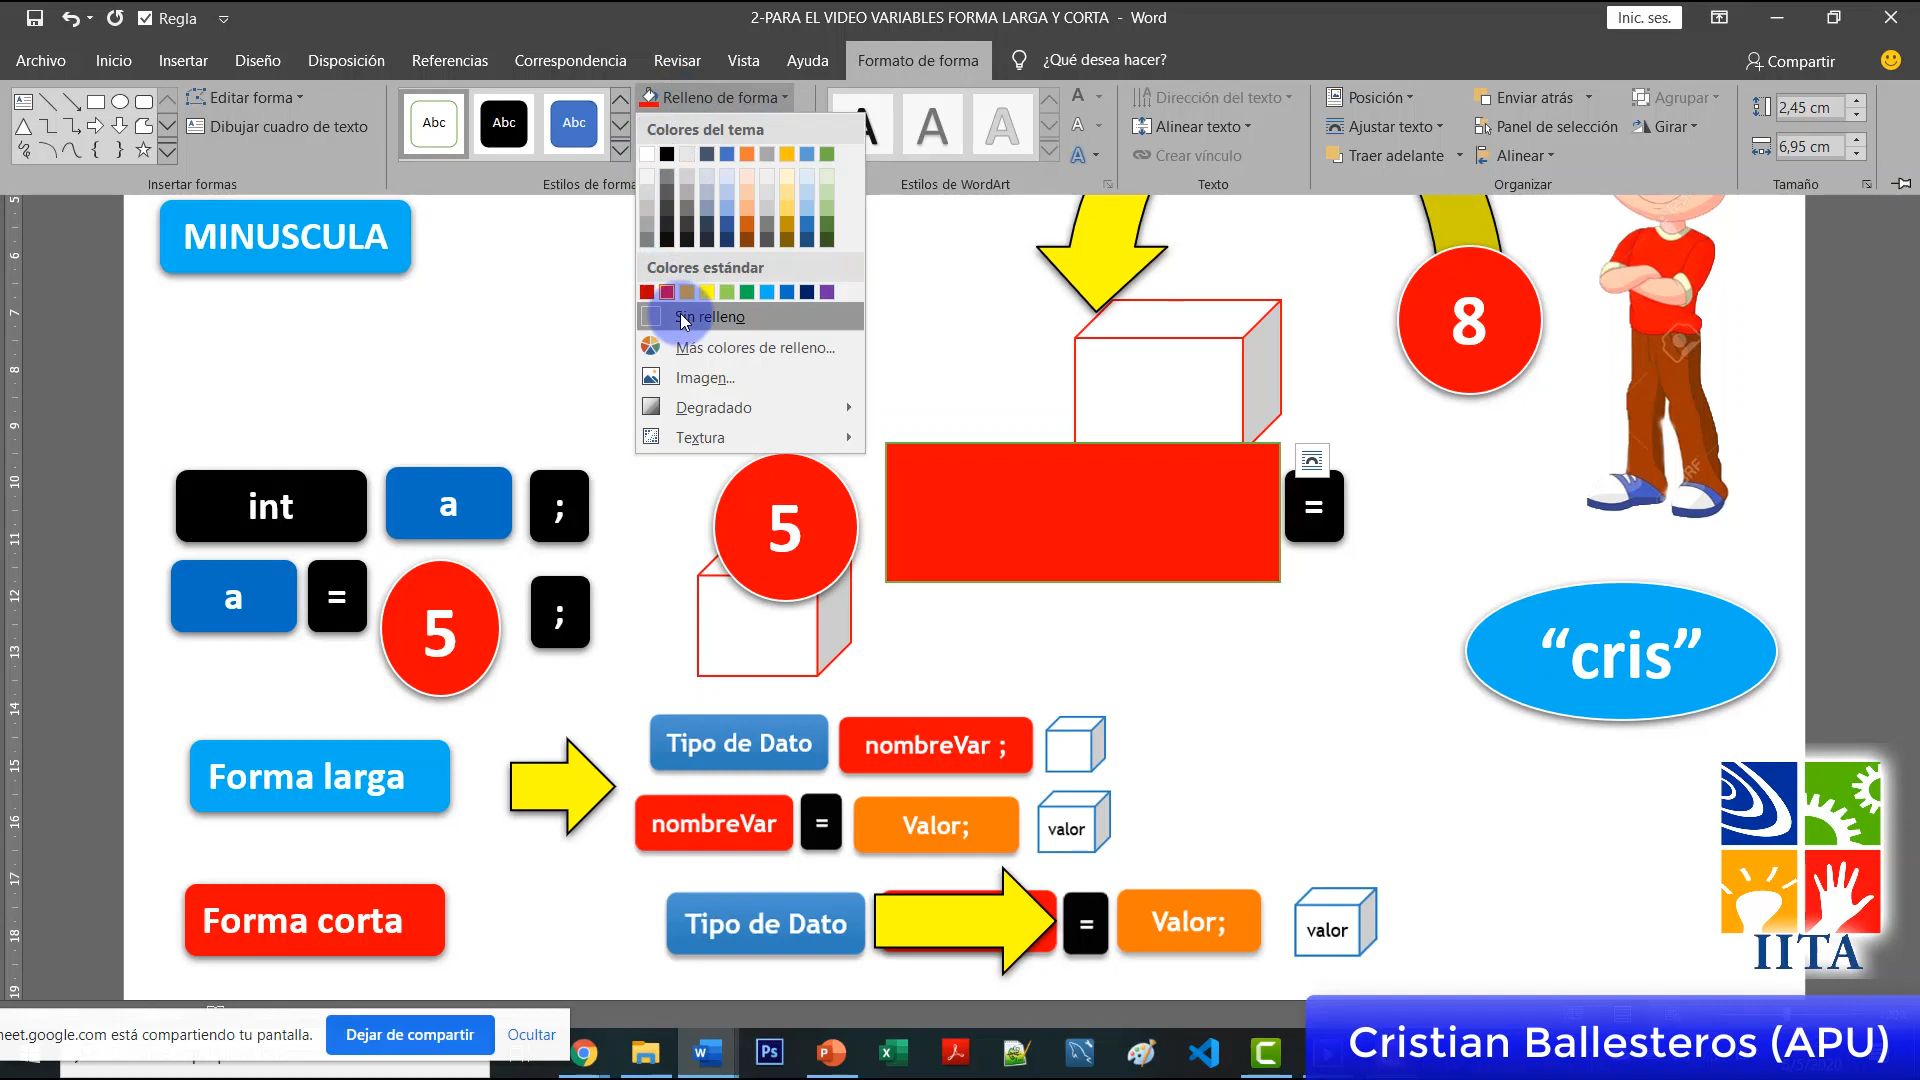 Regla
2-PARA EL VIDEO VARIABLES FORMA LARGA Y CORTA - Word
Inic. ses.
Archivo Inicio Insertar Diseño Disposición Referencias Correspondencia Revisar Vista Ayuda Formato de forma ¿Qué desea hacer? Compartir
Editar forma
Dibujar cuadro de texto
Insertar formas
Abc Abc Abc
Estilos de forma
Relleno de forma
Colores del tema
Colores estándar
Sin relleno
Más colores de relleno...
Imagen...
Degradado
Textura
A A A
Estilos de WordArt
Dirección del texto
Alinear texto
Crear vínculo
Texto
Posición
Ajustar texto
Traer adelante
Enviar atrás
Panel de selección
Alinear
Agrupar
Girar
Organizar
2,45 cm
6,95 cm
Tamaño
MINUSCULA
8
int a ;
5
=
a = 5 ;
“cris”
Tipo de Dato nombreVar ;
Forma larga
nombreVar = Valor; valor
Forma corta
Tipo de Dato = Valor; valor
IITA
meet.google.com está compartiendo tu pantalla. Dejar de compartir Ocultar
Cristian Ballesteros (APU)